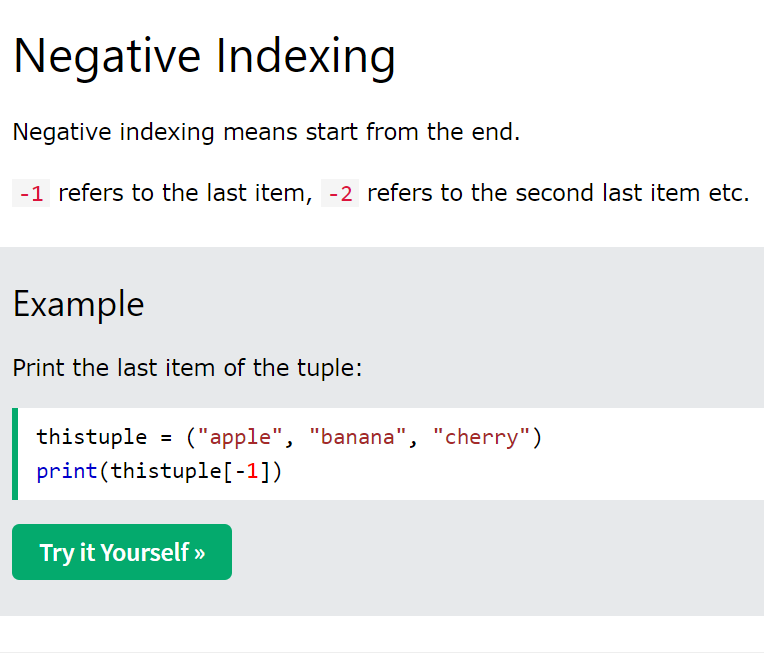 Negative Indexing
Negative indexing means start from the end.
-1 refers to the last item, -2 refers to the second last item etc.
Example
Print the last item of the tuple:
thistuple = ("apple", "banana", "cherry")
print(thistuple[-1])
Try it Yourself »